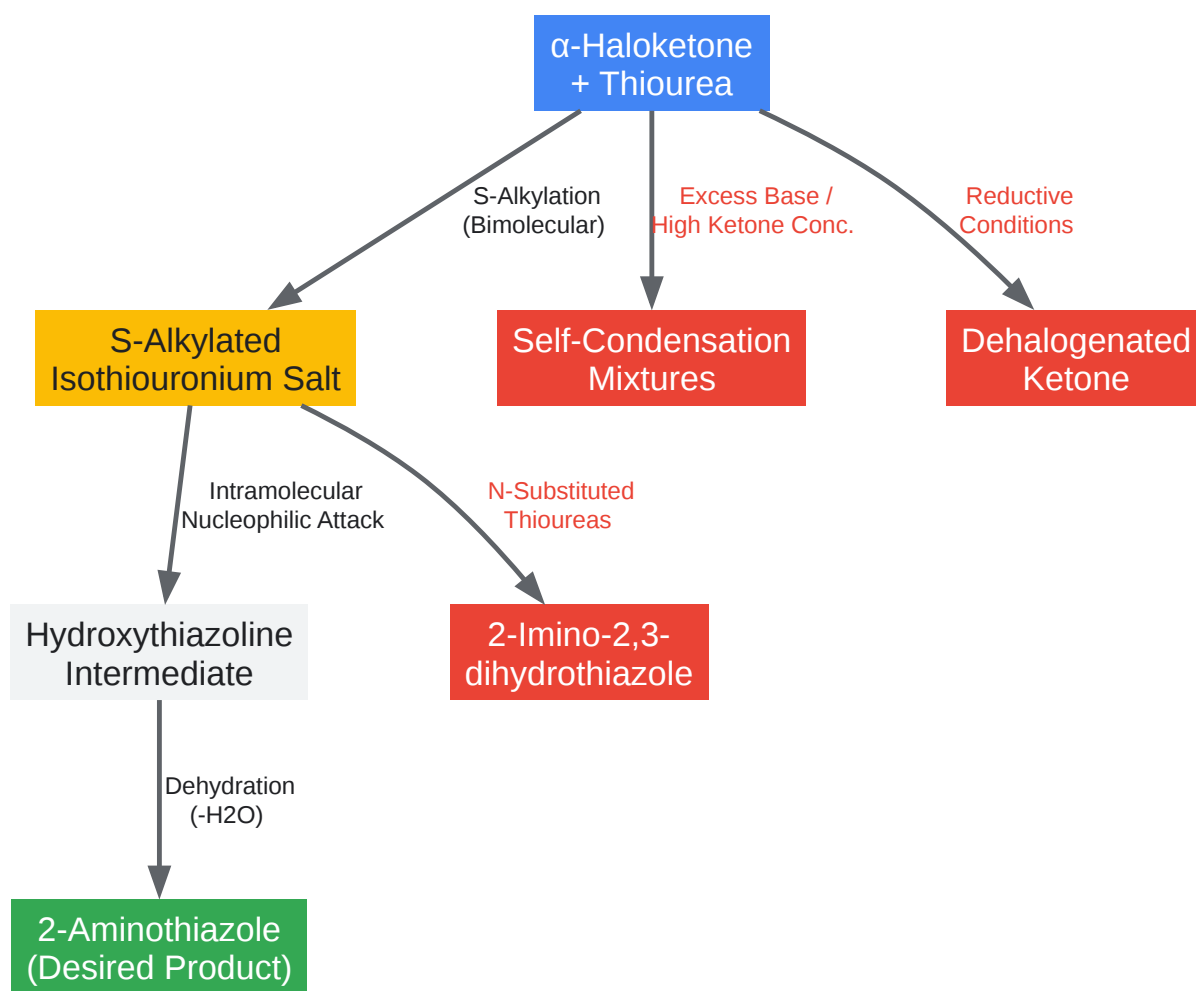 α-Haloketone
+ Thiourea
S-Alkylation
(Bimolecular)
Excess Base /
High Ketone Conc.
Reductive
Conditions
S-Alkylated
Isothiouronium Salt
Self-Condensation
Mixtures
Dehalogenated
Ketone
Intramolecular
Nucleophilic Attack
N-Substituted
Thioureas
Hydroxythiazoline
Intermediate
2-Imino-2,3-
dihydrothiazole
Dehydration
(-H2O)
2-Aminothiazole
(Desired Product)